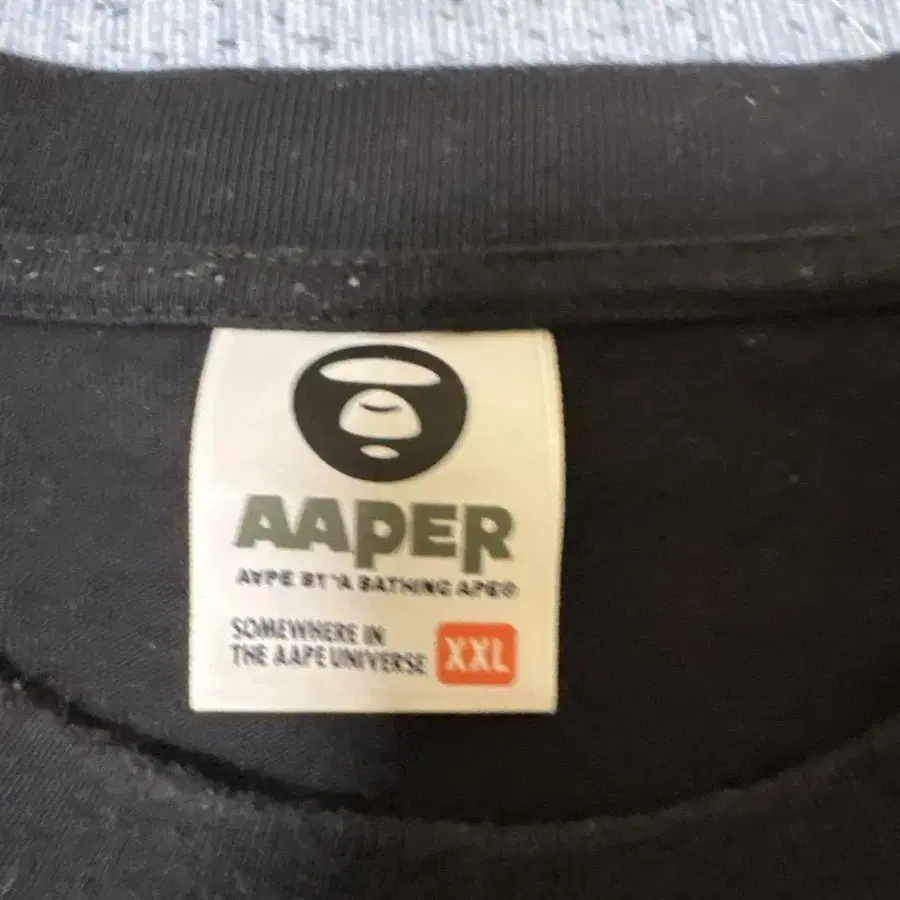 AAPER
AAPE BY *A BATHING APE®
SOMEWHERE IN
THE AAPE UNIVERSE
XXL